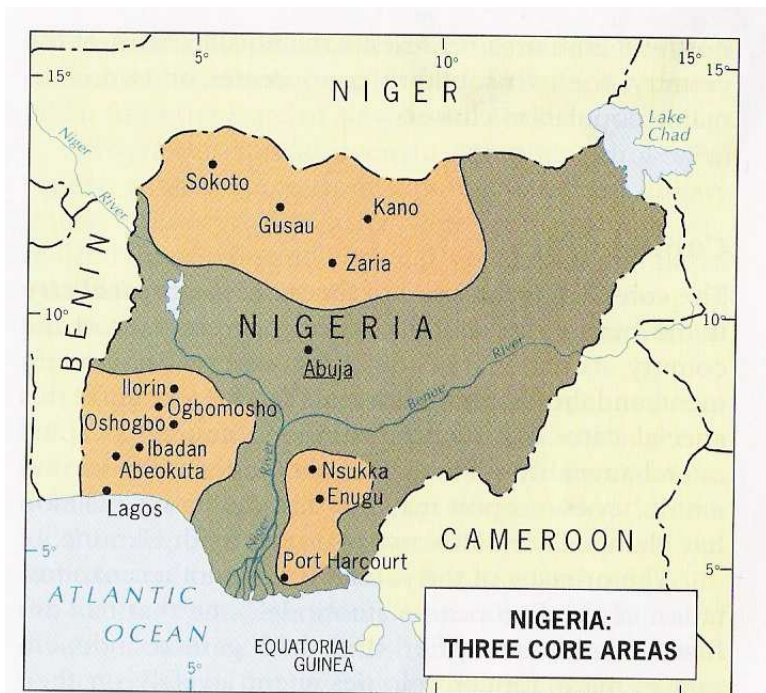 5°
10°
15°
15°
NIGER
Lake
Chad
Niger
River
Sokoto
Gusau
Kano
Zaria
BENIN
10°
NIGERIA
10°
Abuja
River
Benue
Ilorin
Ogbomosho
Oshogbo
Ibadan
Abeokuta
Lagos
River
Nsukka
Enugu
Niger
Port Harcourt
CAMEROON
5°
5°
ATLANTIC
OCEAN
EQUATORIAL
GUINEA
5°
NIGERIA:
THREE CORE AREAS